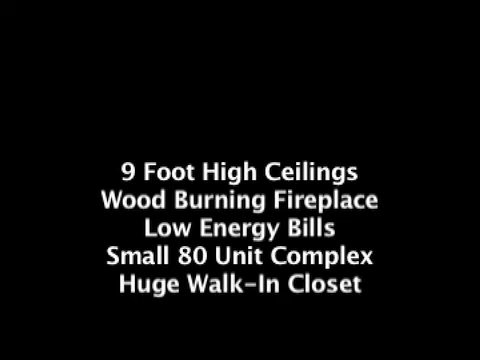 9 Foot High Ceilings
Wood Burning Fireplace
Low Energy Bills
Small 80 Unit Complex
Huge Walk-In Closet